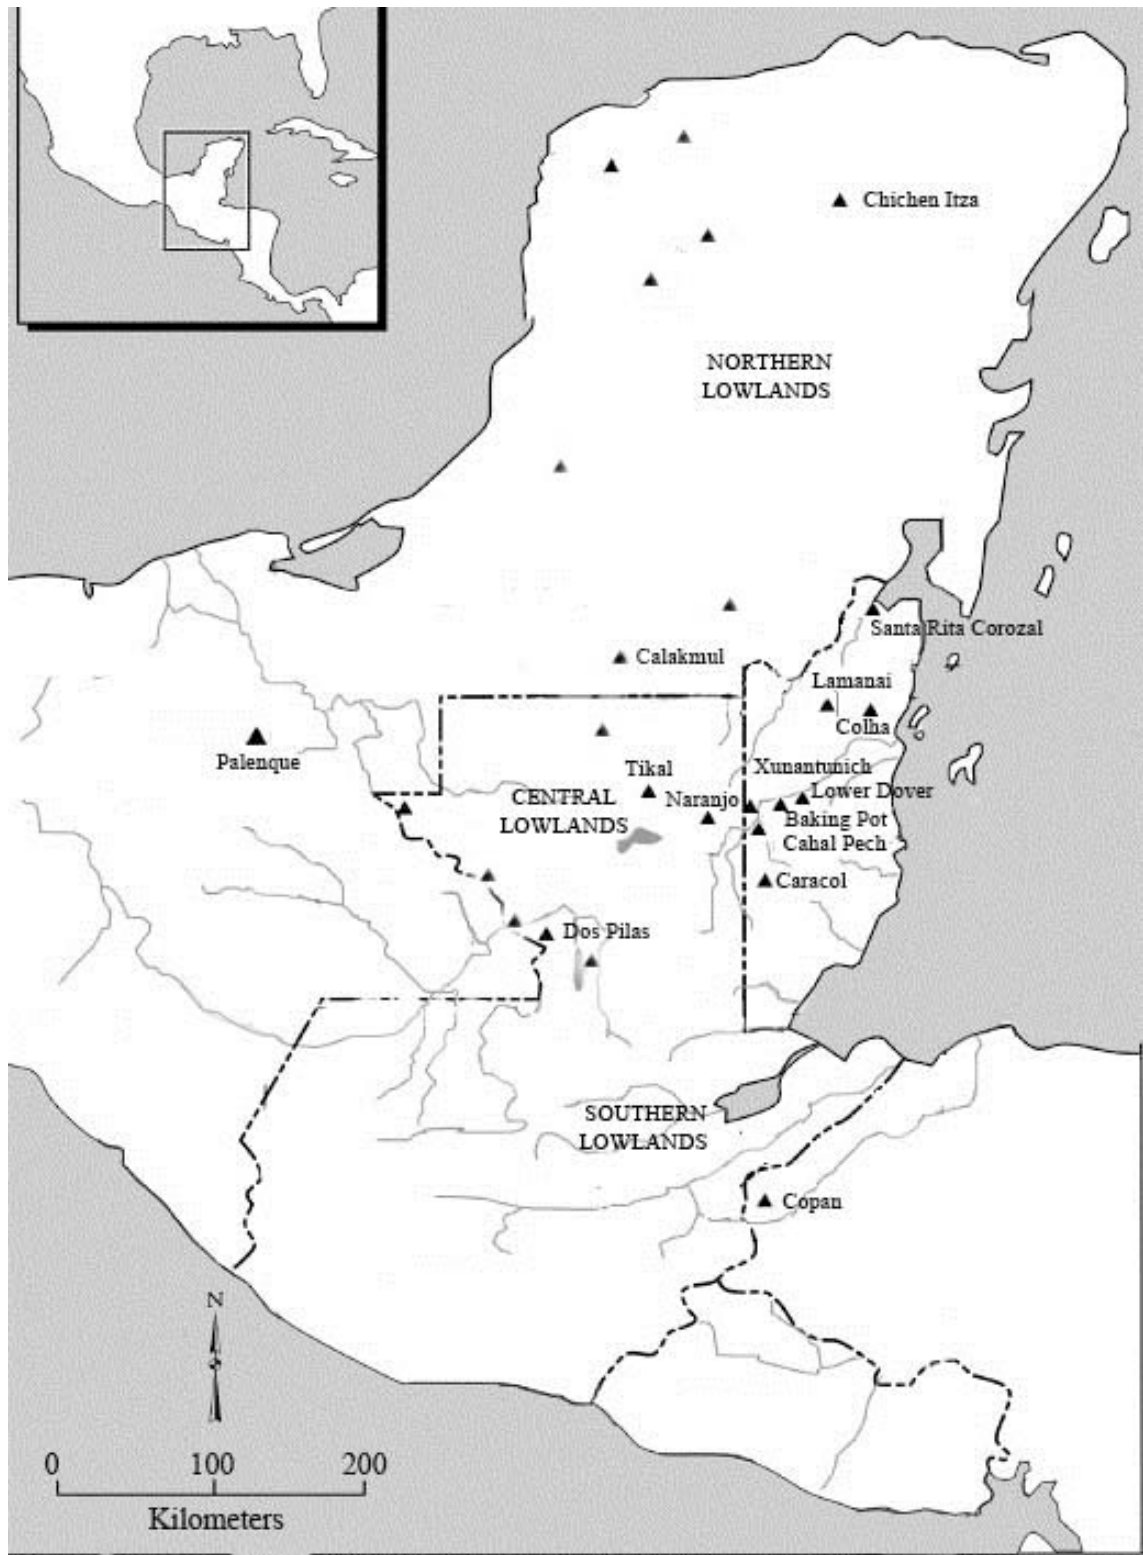 Chichen Itza
NORTHERN
LOWLANDS
Santa Rita Corozal
Calakmul
Lamanai
Colha
Palenque
Tikal
Xunantunich
Naranjo
Lower Dover
CENTRAL
LOWLANDS
Baking Pot
Cahal Pech
Caracol
Dos Pilas
SOUTHERN
LOWLANDS
Copan
N
0 100 200
Kilometers